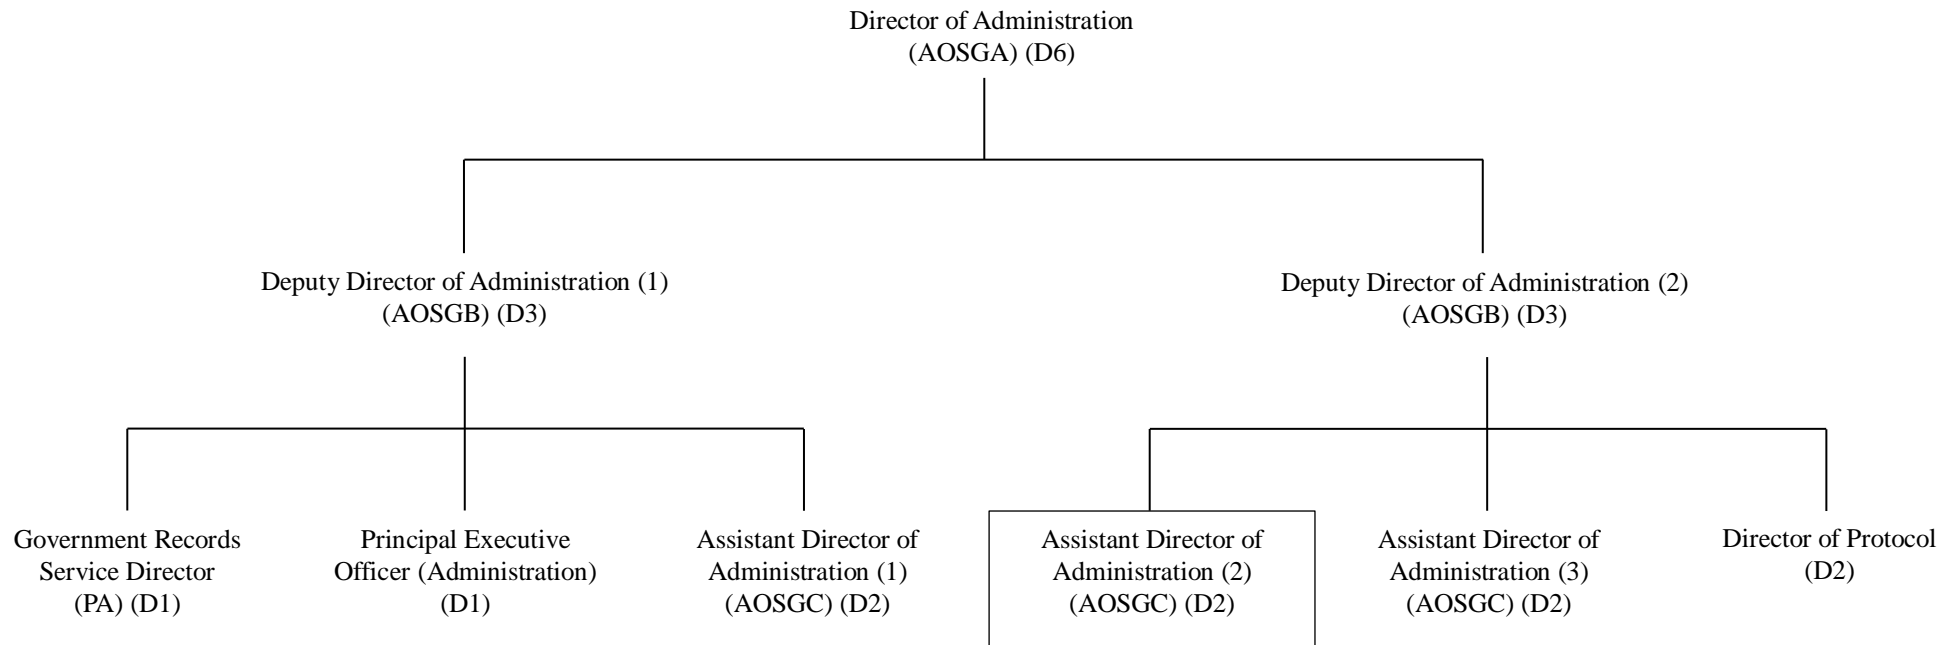 Director of Administration
(AOSGA) (D6)
Deputy Director of Administration (1)
(AOSGB) (D3)
Deputy Director of Administration (2)
(AOSGB) (D3)
Government Records
Service Director
(PA) (D1)
Principal Executive
Officer (Administration)
(D1)
Assistant Director of
Administration (1)
(AOSGC) (D2)
Assistant Director of
Administration (2)
(AOSGC) (D2)
Assistant Director of
Administration (3)
(AOSGC) (D2)
Director of Protocol
(D2)